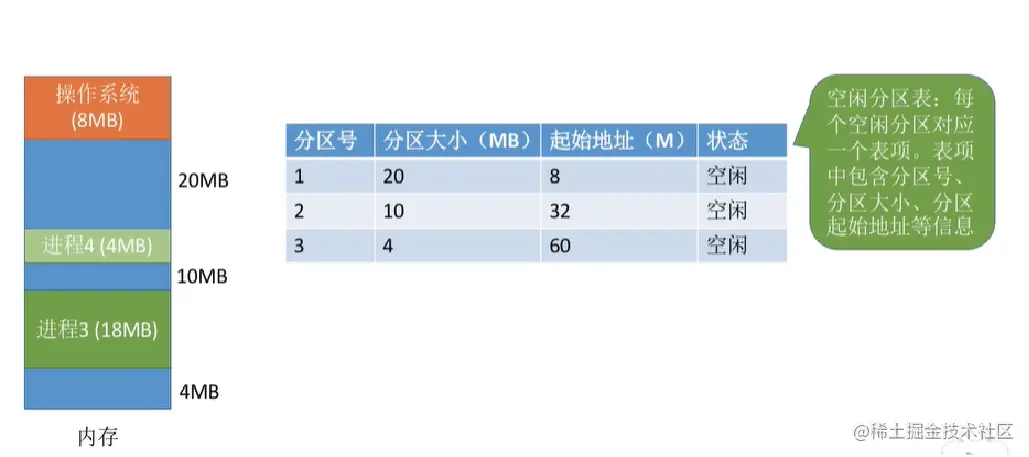 操作系统
(8MB)
20MB
进程4 (4MB)
10MB
进程3 (18MB)
4MB
内存
分区号 分区大小（MB） 起始地址（M） 状态
1 20 8 空闲
2 10 32 空闲
3 4 60 空闲
空闲分区表：每
个空闲分区对应
一个表项。表项
中包含分区号、
分区大小、分区
起始地址等信息
@稀土掘金技术社区